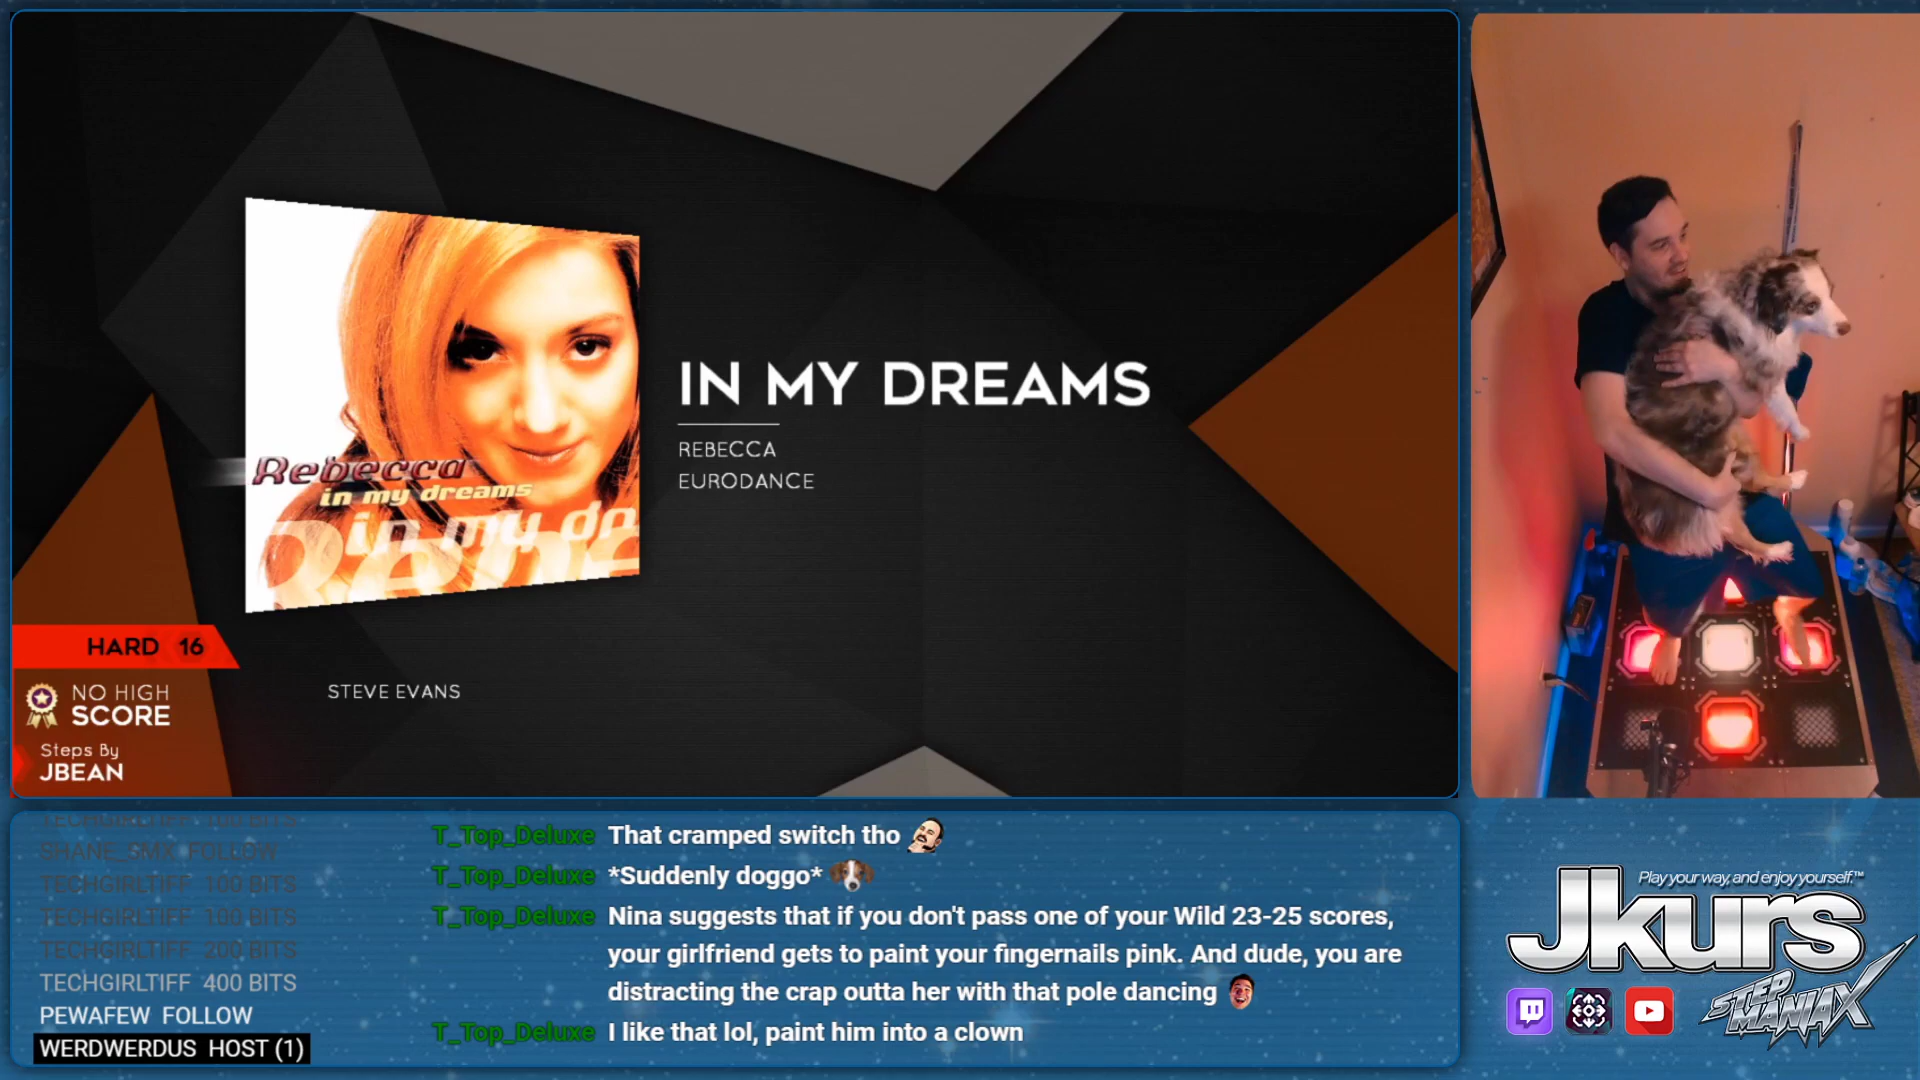 Rebecca
in my dreams
IN MY DREAMS
REBECCA
EURODANCE
HARD 16
NO HIGH
SCORE
Steps By
JBEAN
STEVE EVANS
TECHGIRLTIFF 100 BITS
SHANE_SMX FOLLOW
TECHGIRLTIFF 100 BITS
TECHGIRLTIFF 100 BITS
TECHGIRLTIFF 200 BITS
TECHGIRLTIFF 400 BITS
PEWAFEW FOLLOW
WERDWERDUS HOST (1)
T_Top_Deluxe That cramped switch tho
T_Top_Deluxe *Suddenly doggo*
T_Top_Deluxe Nina suggests that if you don't pass one of your Wild 23-25 scores,
your girlfriend gets to paint your fingernails pink. And dude, you are
distracting the crap outta her with that pole dancing
T_Top_Deluxe I like that lol, paint him into a clown
Play your way, and enjoy yourself.™
Jkurs
STEP
MANIAX